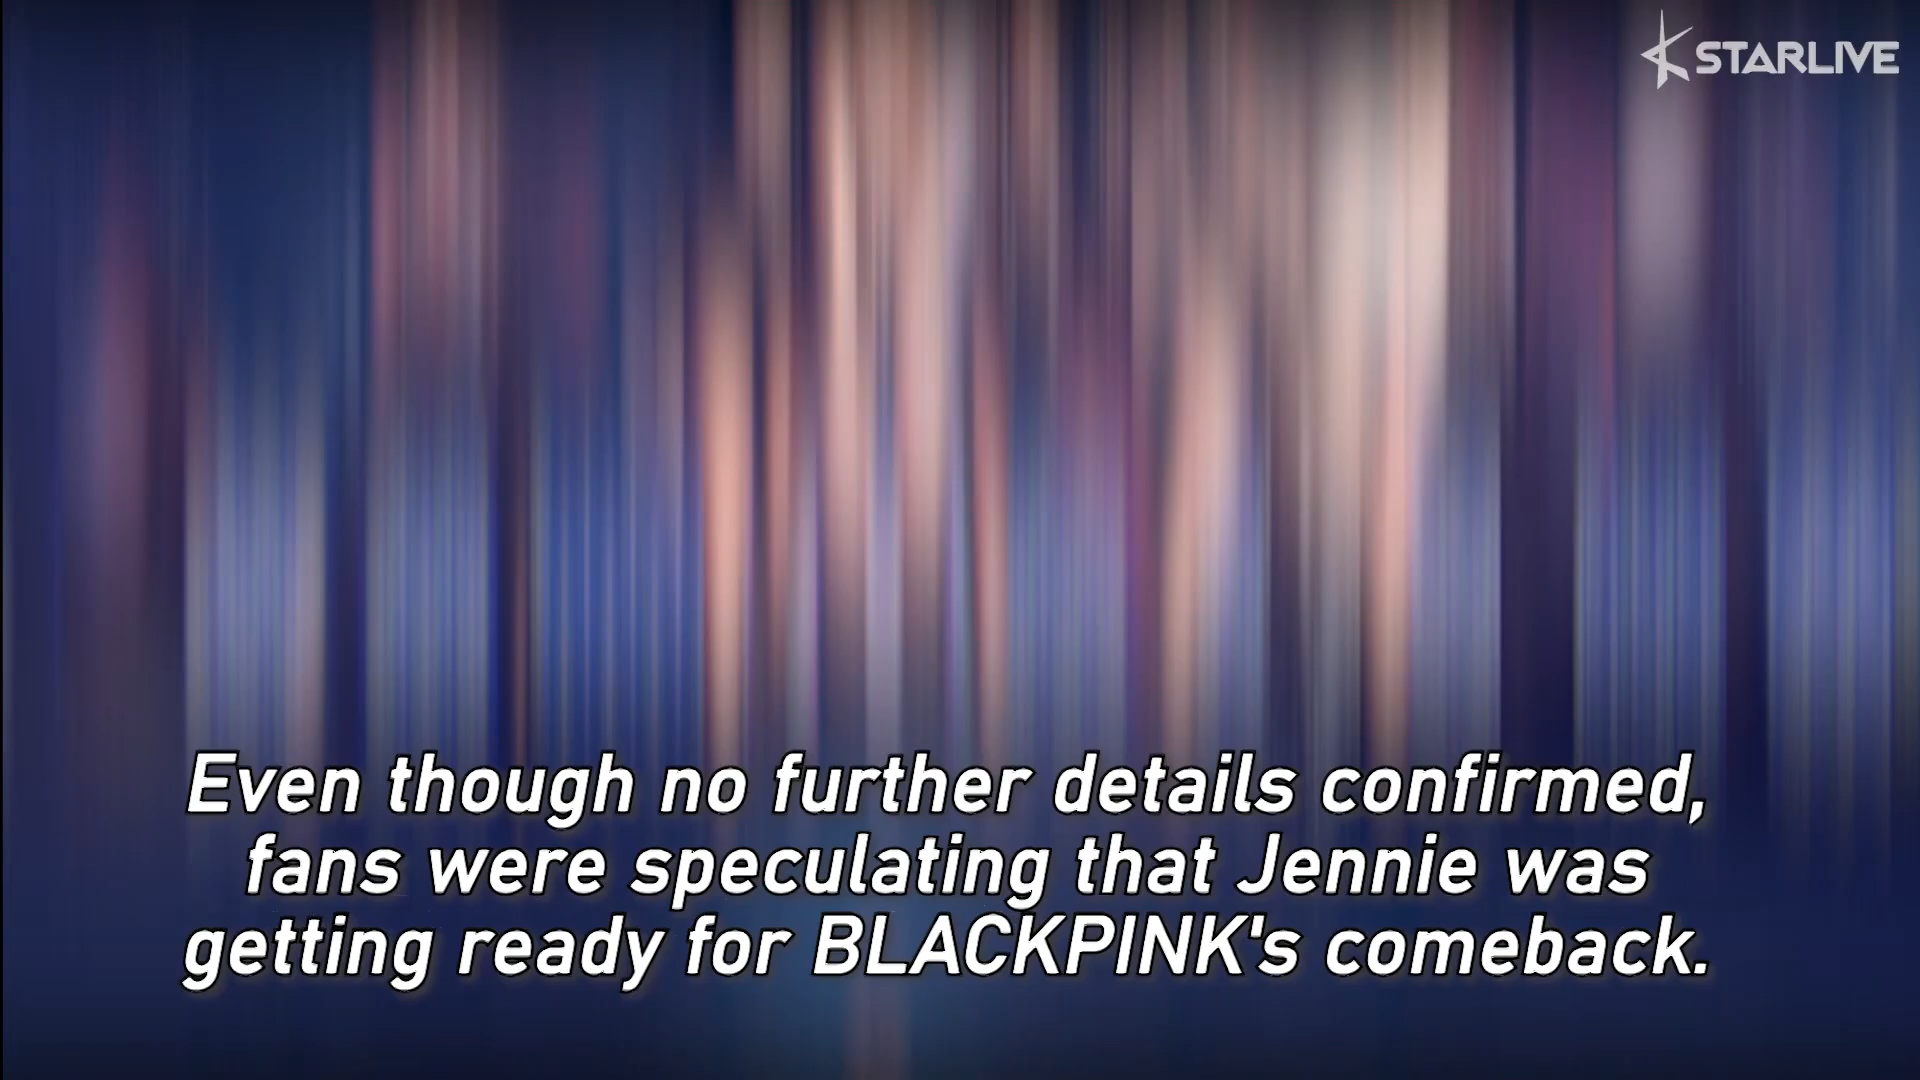 STARLIVE
Even though no further details confirmed,
fans were speculating that Jennie was
getting ready for BLACKPINK's comeback.